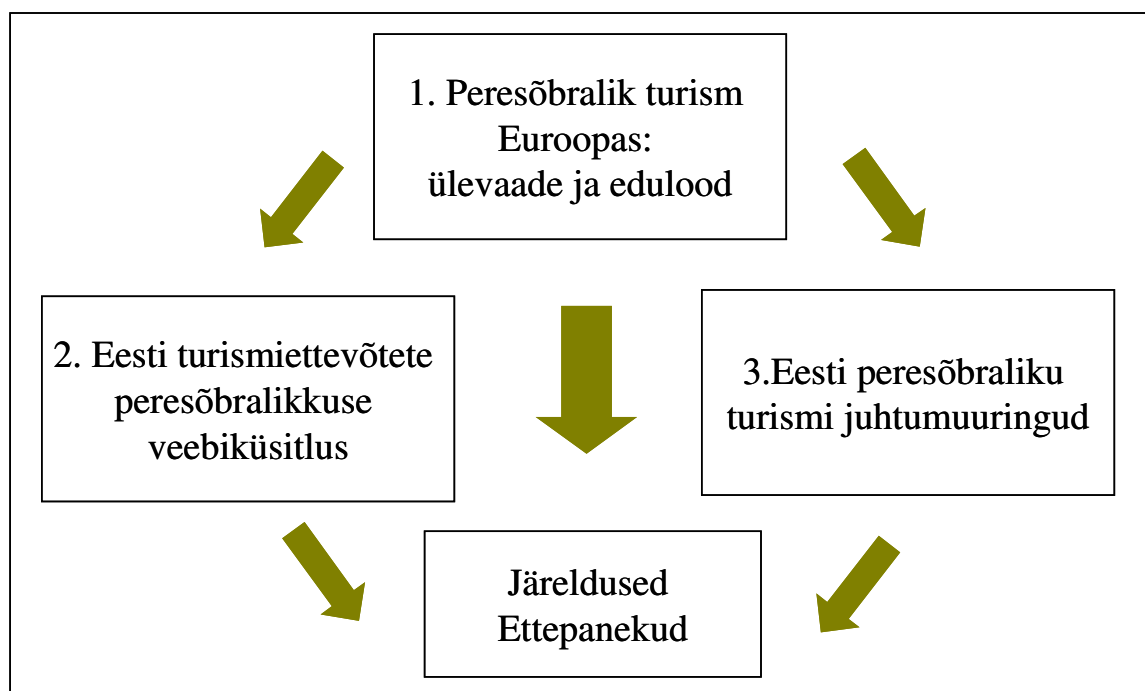 1. Peresõbralik turism
Euroopas:
ülevaade ja edulood
2. Eesti turismiettevõtete
peresõbralikkuse
veebiküsitlus
3.Eesti peresõbraliku
turismi juhtumuuringud
Järeldused
Ettepanekud